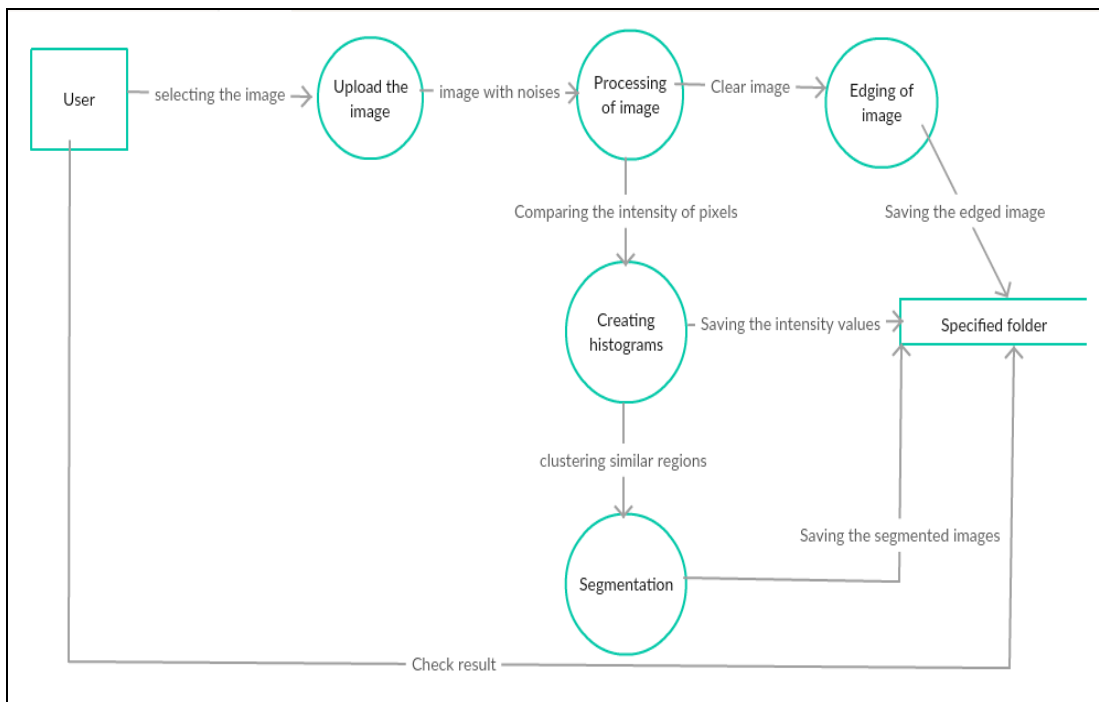 User
selecting the image
Upload the
image
image with noises
Processing
of image
Clear image
Edging of
image
Comparing the intensity of pixels
Saving the edged image
Creating
histograms
Saving the intensity values
Specified folder
clustering similar regions
Saving the segmented images
Segmentation
Check result